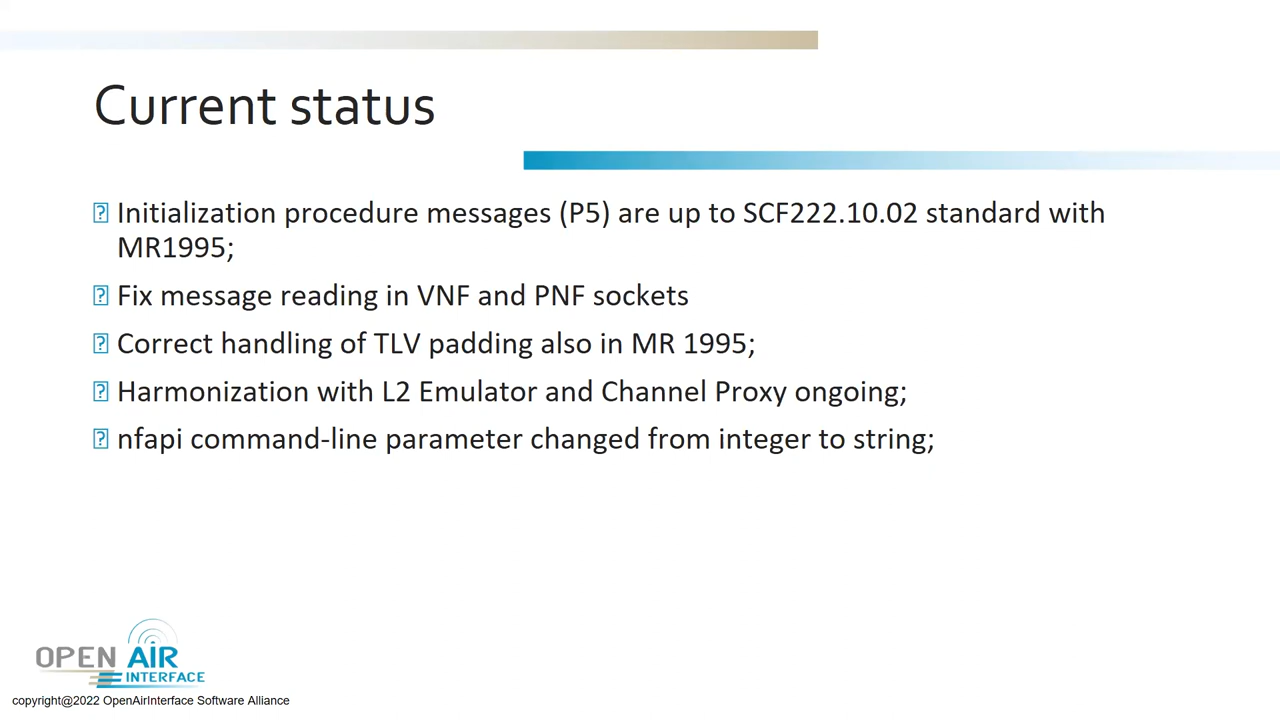 Current status
Initialization procedure messages (P5) are up to SCF222.10.02 standard with
MR1995;
Fix message reading in VNF and PNF sockets
Correct handling of TLV padding also in MR 1995;
Harmonization with L2 Emulator and Channel Proxy ongoing;
nfapi command-line parameter changed from integer to string;
OPEN AIR
INTERFACE
copyright@2022 OpenAirInterface Software Alliance